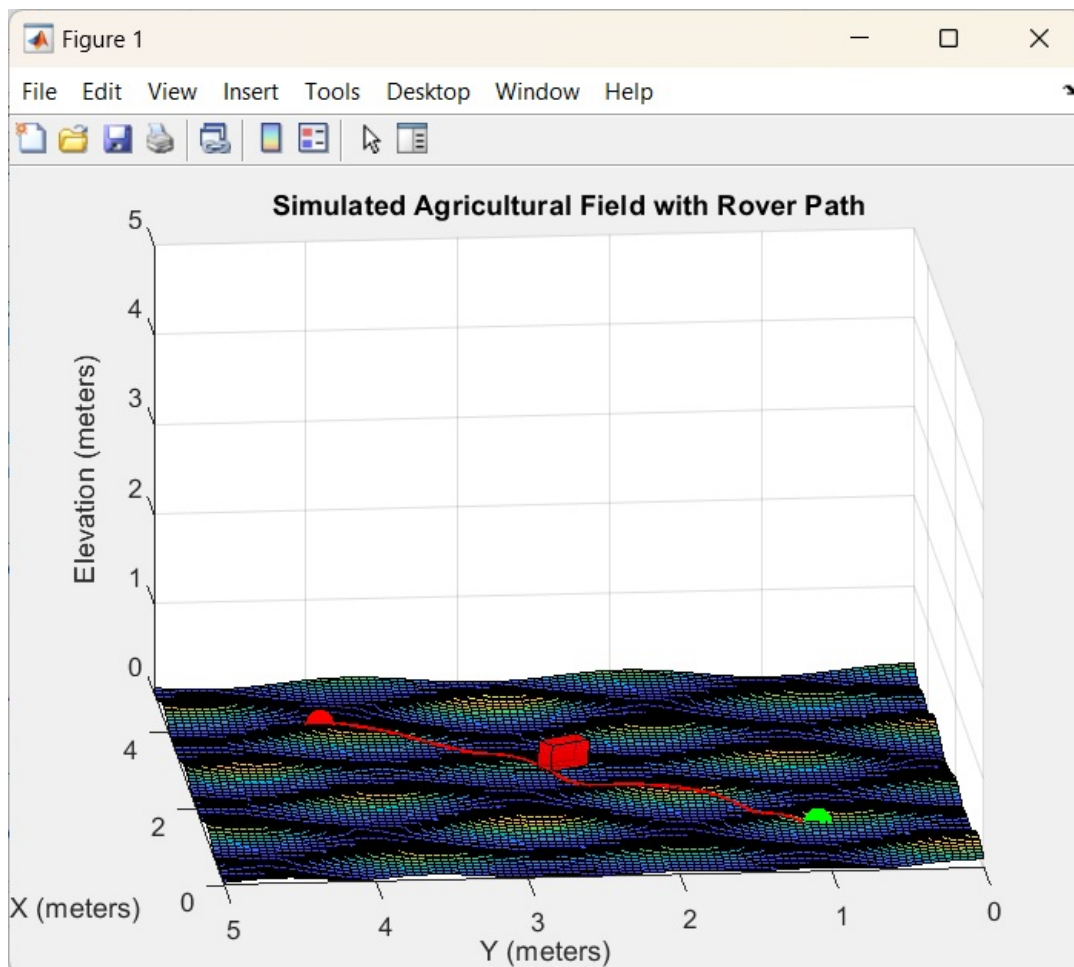 Figure 1
File Edit View Insert Tools Desktop Window Help
Simulated Agricultural Field with Rover Path
5
4
3
2
1
0
Elevation (meters)
4
2
0
X (meters)
5
4
3
2
1
0
Y (meters)